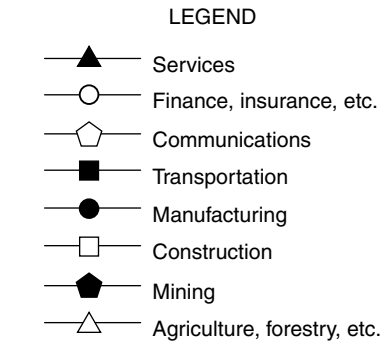 LEGEND
Services
Finance, insurance, etc.
Communications
Transportation
Manufacturing
Construction
Mining
Agriculture, forestry, etc.